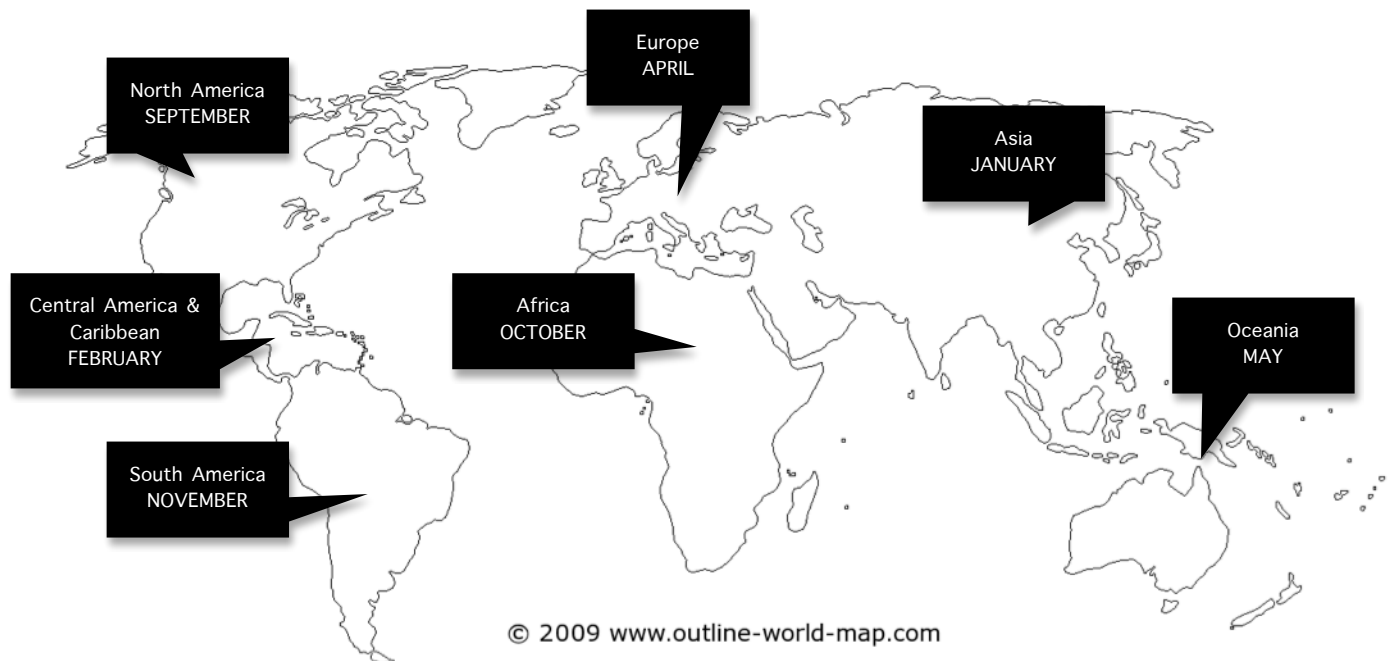 Europe
APRIL
North America
SEPTEMBER
Asia
JANUARY
Central America &
Caribbean
FEBRUARY
Africa
OCTOBER
Oceania
MAY
South America
NOVEMBER
© 2009 www.outline-world-map.com